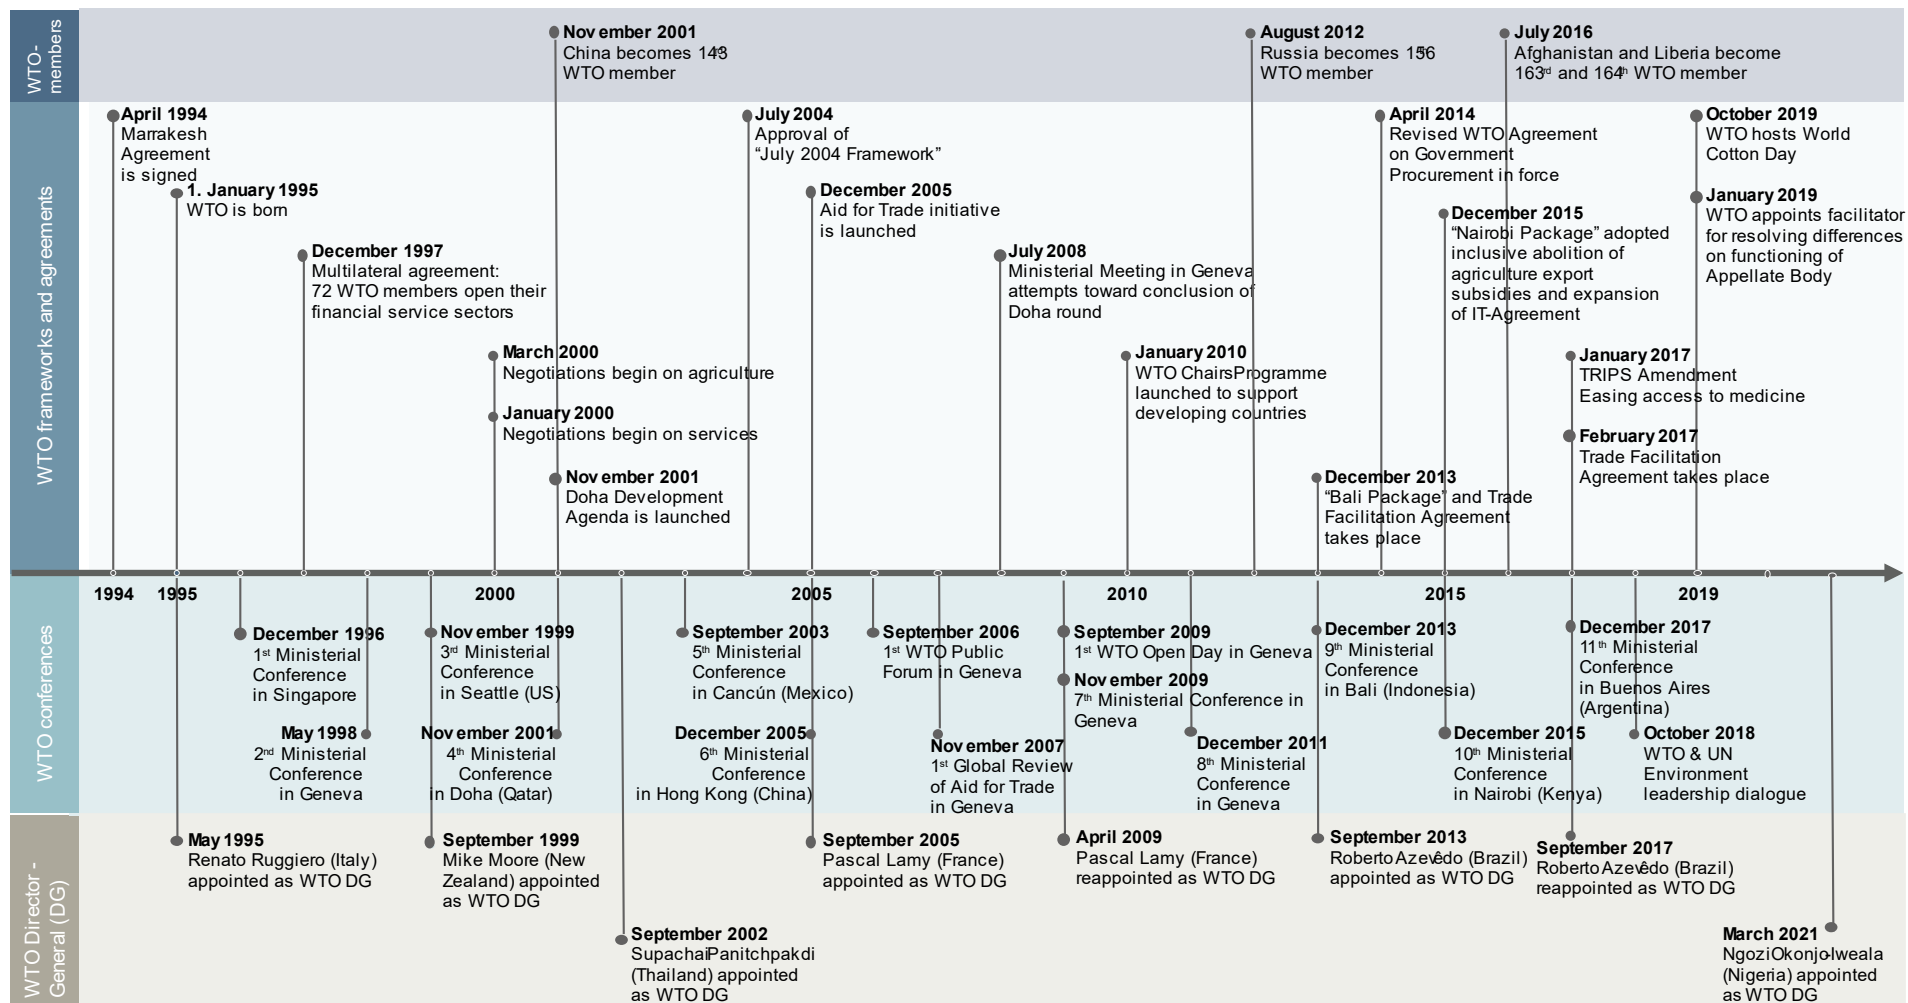 WTO-
members
November 2001
China becomes 143th
WTO member
August 2012
Russia becomes 156th
WTO member
July 2016
Afghanistan and Liberia become
163rd and 164th WTO member
WTO frameworks and agreements
April 1994
Marrakesh
Agreement
is signed
1. January 1995
WTO is born
December 1997
Multilateral agreement:
72 WTO members open their
financial service sectors
March 2000
Negotiations begin on agriculture
January 2000
Negotiations begin on services
November 2001
Doha Development
Agenda is launched
July 2004
Approval of
“July 2004 Framework”
December 2005
Aid for Trade initiative
is launched
July 2008
Ministerial Meeting in Geneva
attempts toward conclusion of
Doha round
January 2010
WTO Chairs Programme
launched to support
developing countries
December 2013
“Bali Package” and Trade
Facilitation Agreement
takes place
April 2014
Revised WTO Agreement
on Government
Procurement in force
December 2015
“Nairobi Package” adopted
inclusive abolition of
agriculture export
subsidies and expansion
of IT-Agreement
January 2017
TRIPS Amendment
Easing access to medicine
February 2017
Trade Facilitation
Agreement takes place
October 2019
WTO hosts World
Cotton Day
January 2019
WTO appoints facilitator
for resolving differences
on functioning of
Appellate Body
1994 1995 2000 2005 2010 2015 2019
WTO conferences
December 1996
1st Ministerial
Conference
in Singapore
May 1998
2nd Ministerial
Conference
in Geneva
November 1999
3rd Ministerial
Conference
in Seattle (US)
November 2001
4th Ministerial
Conference
in Doha (Qatar)
September 2003
5th Ministerial
Conference
in Cancún (Mexico)
December 2005
6th Ministerial
Conference
in Hong Kong (China)
September 2006
1st WTO Public
Forum in Geneva
November 2007
1st Global Review
of Aid for Trade
in Geneva
September 2009
1st WTO Open Day in Geneva
November 2009
7th Ministerial Conference in
Geneva
December 2011
8th Ministerial
Conference
in Geneva
December 2013
9th Ministerial
Conference
in Bali (Indonesia)
December 2015
10th Ministerial
Conference
in Nairobi (Kenya)
December 2017
11th Ministerial
Conference
in Buenos Aires
(Argentina)
October 2018
WTO & UN
Environment
leadership dialogue
WTO Director -
General (DG)
May 1995
Renato Ruggiero (Italy)
appointed as WTO DG
September 1999
Mike Moore (New
Zealand) appointed
as WTO DG
September 2002
Supachai Panitchpakdi
(Thailand) appointed
as WTO DG
September 2005
Pascal Lamy (France)
appointed as WTO DG
April 2009
Pascal Lamy (France)
reappointed as WTO DG
September 2013
Roberto Azevêdo (Brazil)
appointed as WTO DG
September 2017
Roberto Azevêdo (Brazil)
reappointed as WTO DG
March 2021
Ngozi Okonjo-Iweala
(Nigeria) appointed
as WTO DG